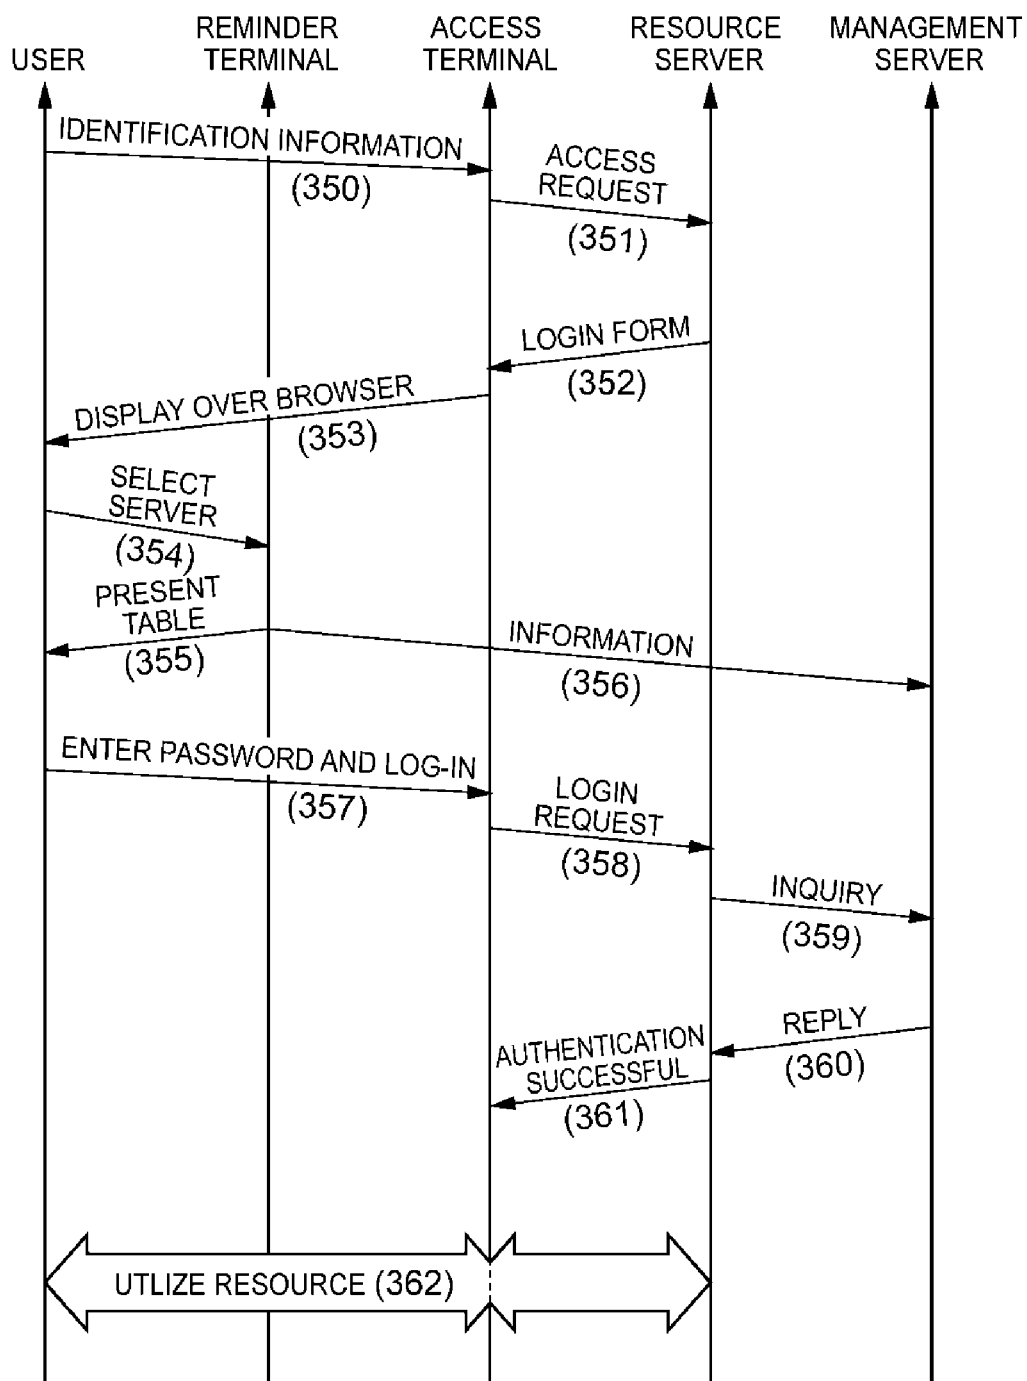 USER
REMINDER
TERMINAL
ACCESS
TERMINAL
RESOURCE
SERVER
MANAGEMENT
SERVER
IDENTIFICATION INFORMATION
(350)
ACCESS
REQUEST
(351)
LOGIN FORM
(352)
DISPLAY OVER BROWSER
(353)
SELECT
SERVER
(354)
PRESENT
TABLE
(355)
INFORMATION
(356)
ENTER PASSWORD AND LOG-IN
(357)
LOGIN
REQUEST
(358)
INQUIRY
(359)
REPLY
(360)
AUTHENTICATION
SUCCESSFUL
(361)
UTLIZE RESOURCE (362)